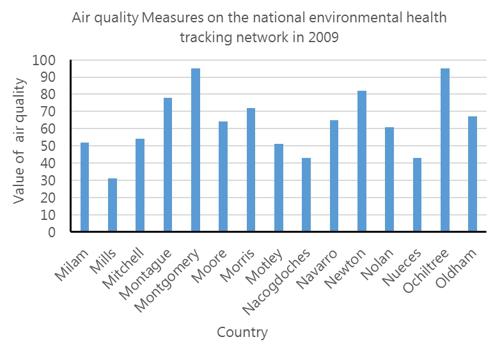 Air quality Measures on the national environmental health
tracking network in 2009
Value of  air quality
100
90
80
70
60
50
40
30
20
10
0
Milam
Mills
Mitchell
Montague
Montgomery
Moore
Morris
Motley
Nacogdoches
Navarro
Newton
Nolan
Nueces
Ochiltree
Oldham
Country